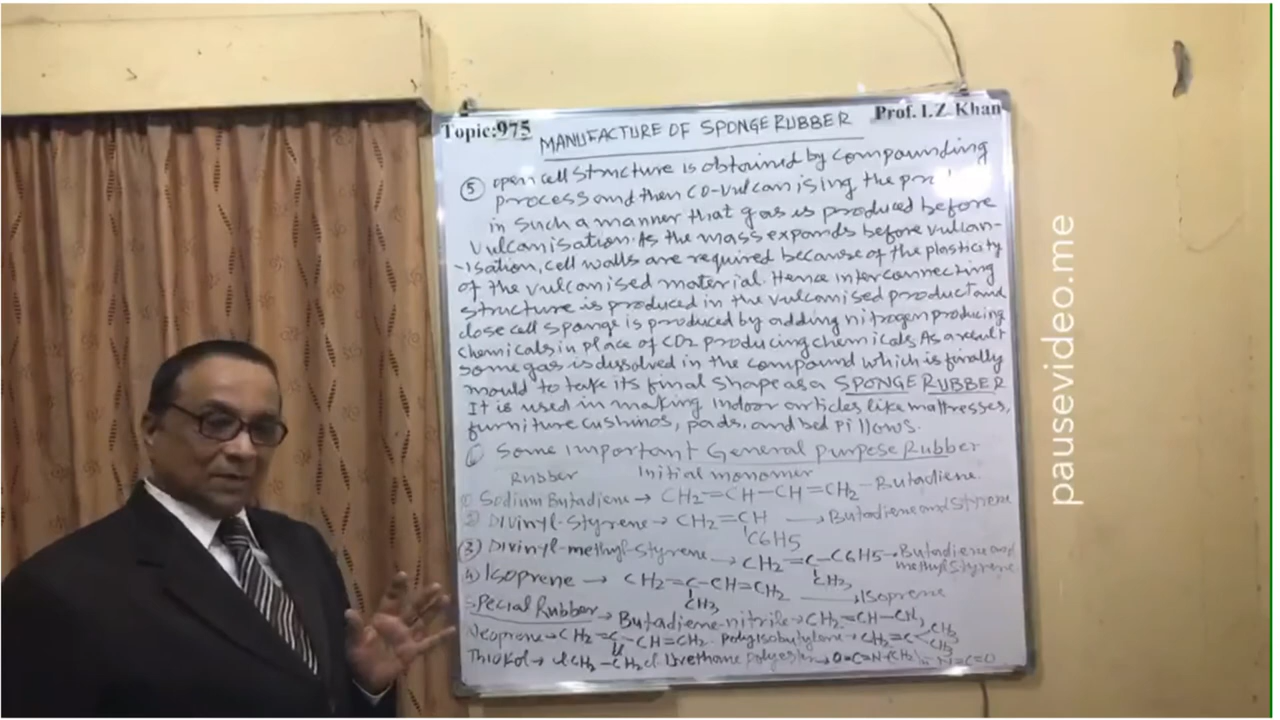 Topic:975
MANUFACTURE OF SPONGE RUBBER
Prof. I.Z. Khan
⑤ open cell structure is obtained by compounding
process and then co-vulcanising the
in such a manner that gas is produced before
vulcanisation. As the mass expands before vulcan-
-isation, cell walls are required because of the plasticity
of the vulcanised material. Hence interconnecting
structure is produced in the vulcanised product and
close cell sponge is produced by adding nitrogen producing
chemicals in place of CO2 producing chemicals. As a result
some gas is dissolved in the compound which is finally
mould to take its final shape as a SPONGE RUBBER
It is used in making indoor articles like mattresses,
furniture cushinos, pads, and bed pillows.
Some important General purpese Rubber
Rubber Initial monomer
① Sodium Butadiene → CH2=CH-CH=CH2-Butadiene.
② Divinyl-Styrene → CH2=CH → Butadiene and Styrene
C6H5
③ Divinyl-methyl-styrene → CH2=C-C6H5→Butadiene and
methyl Styrene
CH3
④ Isoprene → CH2=C-CH=CH2 → Isoprene
CH3
Special Rubber → Butadiene-nitrile → CH2=CH-CH2
Neoprene → CH2=C-CH=CH2. polyisobutylene → CH2=C CH3
CH3
Thiokol → ClCH2-CH2Cl. Urethane polyester → O=C=N-(CH2) N=C=O
pausevideo.me